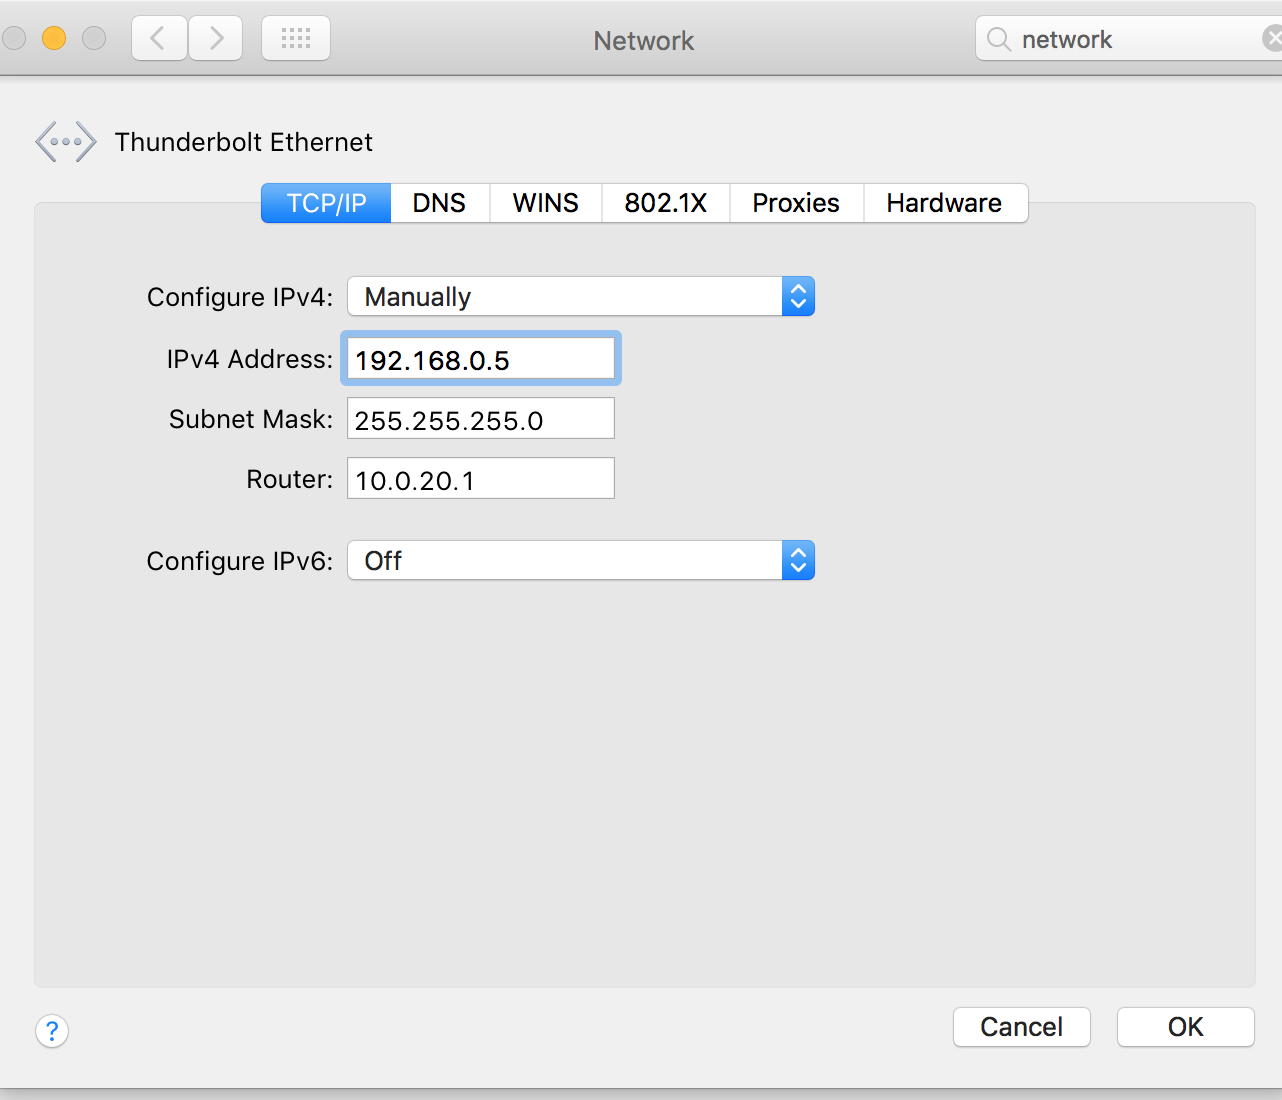 Network
network
Thunderbolt Ethernet
TCP/IP DNS WINS 802.1X Proxies Hardware
Configure IPv4: Manually
IPv4 Address: 192.168.0.5
Subnet Mask: 255.255.255.0
Router: 10.0.20.1
Configure IPv6: Off
? Cancel OK